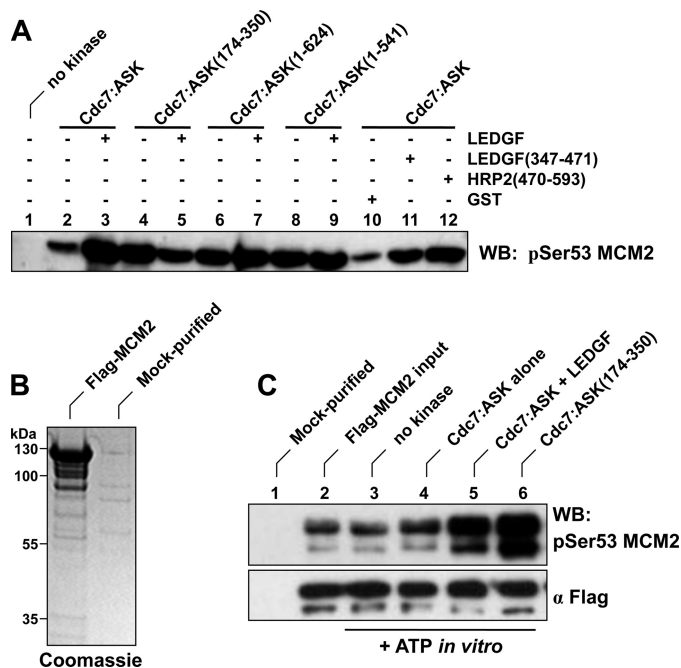 A
no kinase
Cdc7:ASK
Cdc7:ASK(174-350)
Cdc7:ASK(1-624)
Cdc7:ASK(1-541)
Cdc7:ASK
- - + - + - + - + - - - LEDGF
- - - - - - - - - - + - LEDGF(347-471)
- - - - - - - - - - - + HRP2(470-593)
- - - - - - - - - + - - GST
1 2 3 4 5 6 7 8 9 10 11 12
WB: pSer53 MCM2
B
Flag-MCM2
Mock-purified
kDa
130
100
55
35
Coomassie
C
Mock-purified
Flag-MCM2 input
no kinase
Cdc7:ASK alone
Cdc7:ASK + LEDGF
Cdc7:ASK(174-350)
1 2 3 4 5 6
WB:
pSer53 MCM2
α Flag
+ ATP in vitro